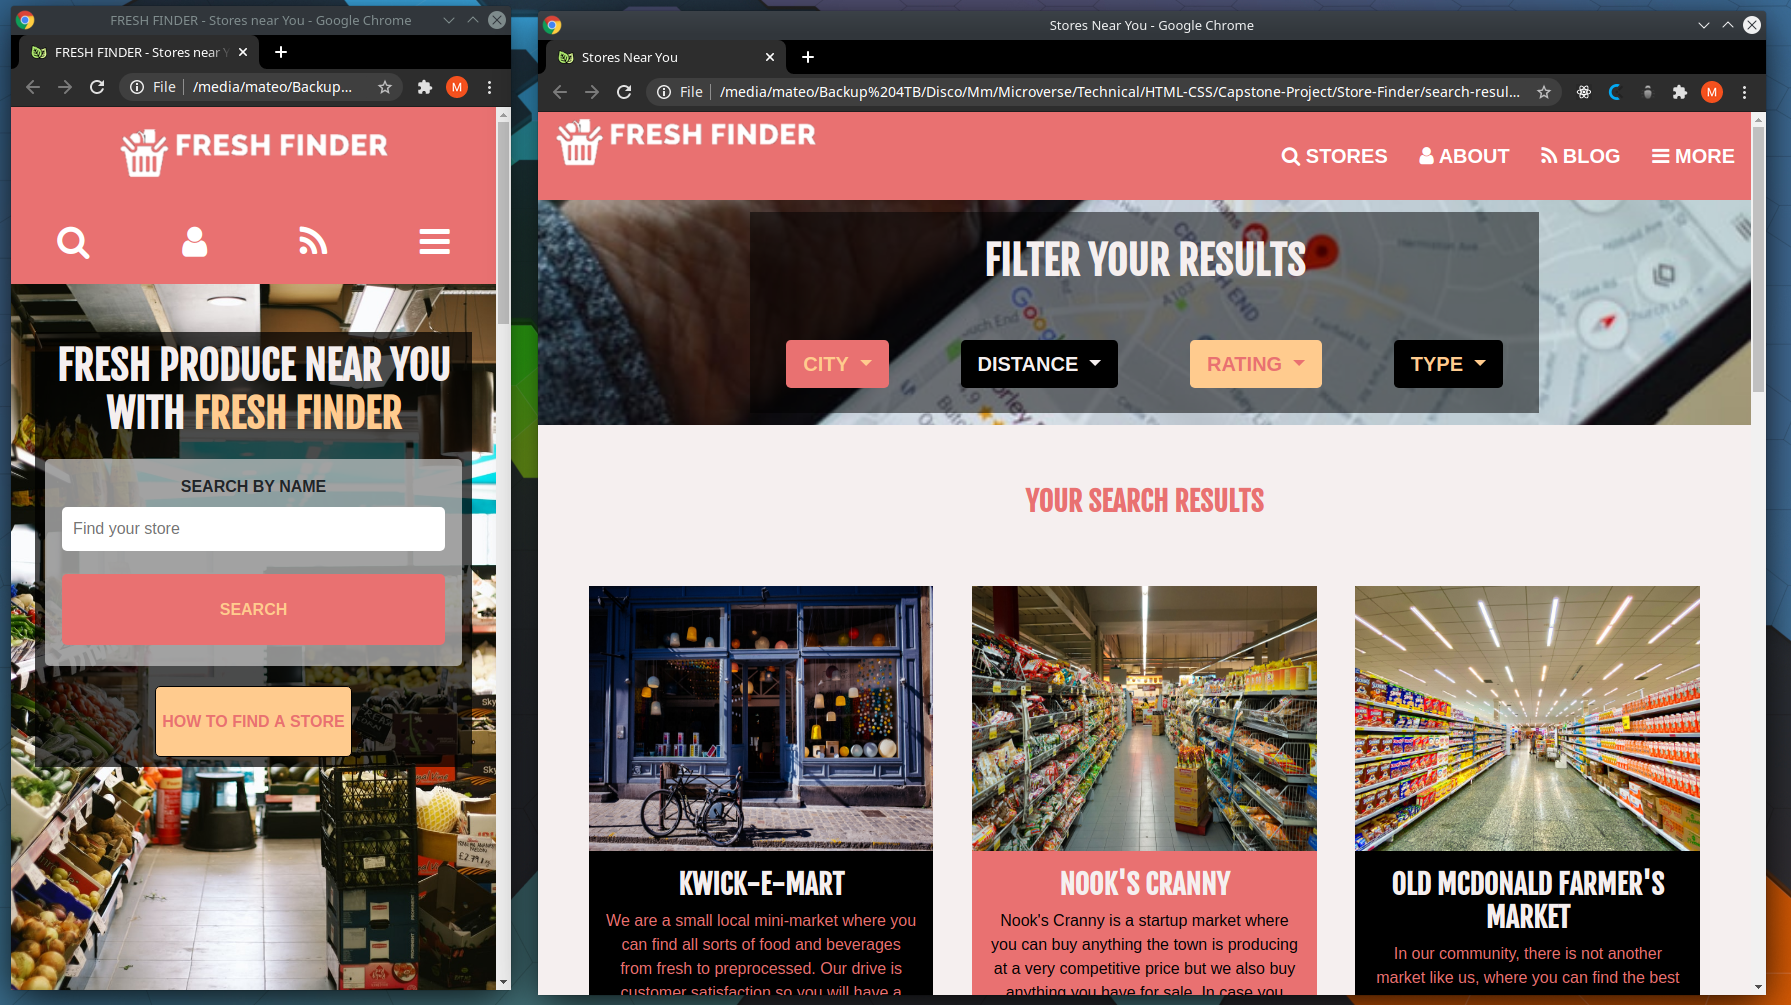 FRESH FINDER - Stores near You - Google Chrome
FRESH FINDER - Stores near Y
File
/media/mateo/Backup...
M
FRESH FINDER
FRESH PRODUCE NEAR YOU
WITH FRESH FINDER
SEARCH BY NAME
Find your store
SEARCH
HOW TO FIND A STORE
Stores Near You - Google Chrome
Stores Near You
File
/media/mateo/Backup%204TB/Disco/Mm/Microverse/Technical/HTML-CSS/Capstone-Project/Store-Finder/search-resul...
M
FRESH FINDER
STORES
ABOUT
BLOG
MORE
FILTER YOUR RESULTS
CITY
DISTANCE
RATING
TYPE
CROUCH END
A103
Google
YOUR SEARCH RESULTS
KWICK-E-MART
We are a small local mini-market where you
can find all sorts of food and beverages
from fresh to preprocessed. Our drive is
customer satisfaction so you will have a
NOOK'S CRANNY
Nook's Cranny is a startup market where
you can buy anything the town is producing
at a very competitive price but we also buy
anything you have for sale. In case you
OLD MCDONALD FARMER'S
MARKET
In our community, there is not another
market like us, where you can find the best